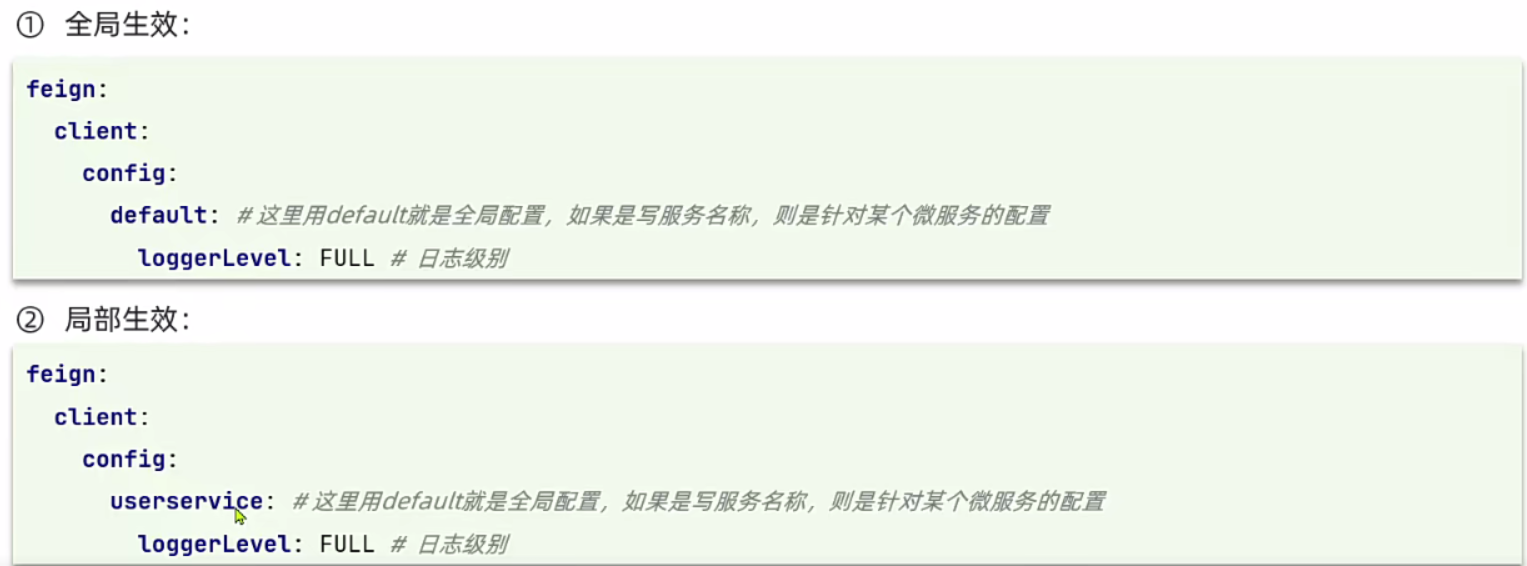 ① 全局生效：
feign:
  client:
    config:
      default: # 这里用default就是全局配置，如果是写服务名称，则是针对某个微服务的配置
        loggerLevel: FULL # 日志级别
② 局部生效：
feign:
  client:
    config:
      userservice: # 这里用default就是全局配置，如果是写服务名称，则是针对某个微服务的配置
        loggerLevel: FULL # 日志级别